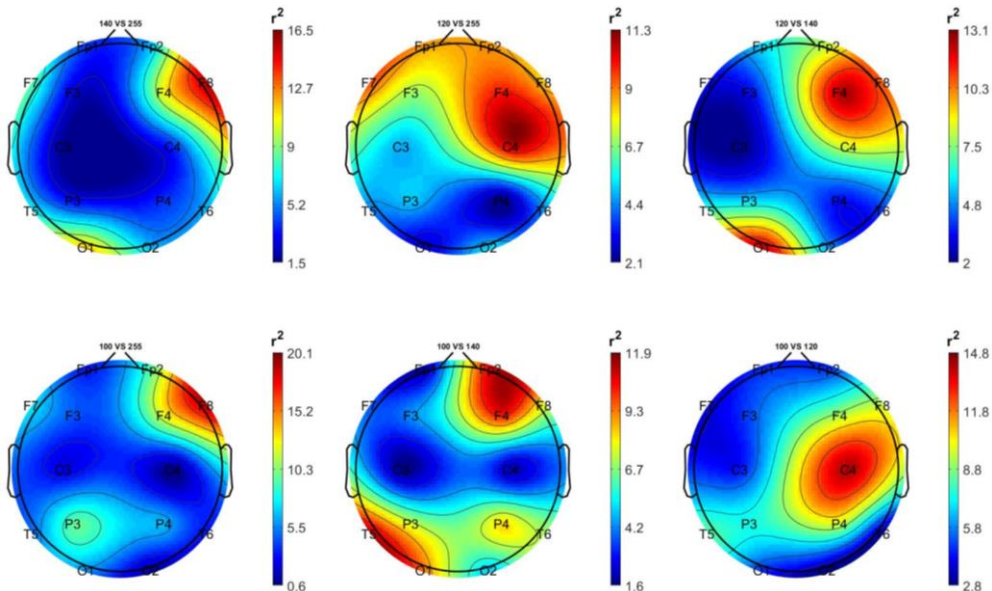 140 VS 255
r²
Fp1 Fp2
F7 F3 F4 F8
C3 C4
T5 P3 P4 T6
O1 O2
16.5
12.7
9
5.2
1.5
120 VS 255
r²
Fp1 Fp2
F7 F3 F4 F8
C3 C4
T5 P3 P4 T6
O1 O2
11.3
9
6.7
4.4
2.1
120 VS 140
r²
Fp1 Fp2
F7 F3 F4 F8
C3 C4
T5 P3 P4 T6
O1 O2
13.1
10.3
7.5
4.8
2
100 VS 255
r²
Fp1 Fp2
F7 F3 F4 F8
C3 C4
T5 P3 P4 T6
O1 O2
20.1
15.2
10.3
5.5
0.6
100 VS 140
r²
Fp1 Fp2
F7 F3 F4 F8
C3 C4
T5 P3 P4 T6
O1 O2
11.9
9.3
6.7
4.2
1.6
100 VS 120
r²
Fp1 Fp2
F7 F3 F4 F8
C3 C4
T5 P3 P4 T6
O1 O2
14.8
11.8
8.8
5.8
2.8